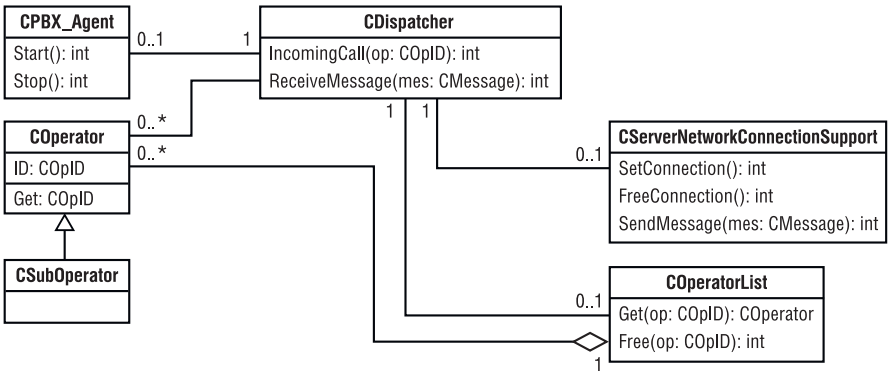 CPBX_Agent
Start(): int
Stop(): int
0..1
1
CDispatcher
IncomingCall(op: COpID): int
ReceiveMessage(mes: CMessage): int
1
1
0..*
COperator
ID: COpID
Get: COpID
0..*
CSubOperator
0..1
CServerNetworkConnectionSupport
SetConnection(): int
FreeConnection(): int
SendMessage(mes: CMessage): int
0..1
COperatorList
Get(op: COpID): COperator
Free(op: COpID): int
1